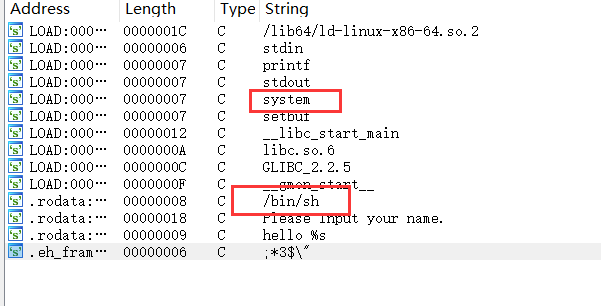 Address Length Type String
LOAD:000··· 0000001C C /lib64/ld-linux-x86-64.so.2
LOAD:000··· 00000006 C stdin
LOAD:000··· 00000007 C printf
LOAD:000··· 00000007 C stdout
LOAD:000··· 00000007 C system
LOAD:000··· 00000007 C setbuf
LOAD:000··· 00000012 C __libc_start_main
LOAD:000··· 0000000A C libc.so.6
LOAD:000··· 0000000C C GLIBC_2.2.5
LOAD:000··· 0000000F C __gmon_start__
.rodata:··· 00000008 C /bin/sh
.rodata:··· 00000018 C Please Input your name.
.rodata:··· 00000009 C hello %s
.eh_fram··· 00000006 C ;*3$\"